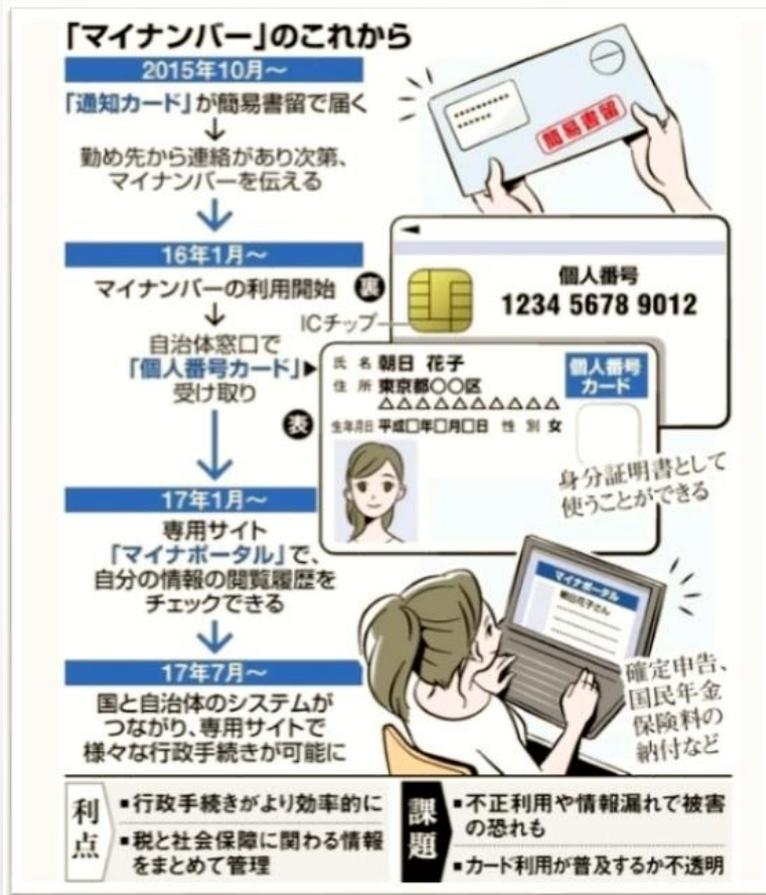 「マイナンバー」のこれから
2015年10月～
「通知カード」が簡易書留で届く
↓
勤め先から連絡があり次第、
マイナンバーを伝える
↓
簡易書留
16年1月～
マイナンバーの利用開始
↓
自治体窓口で
「個人番号カード」▶
受け取り
↓
裏
ICチップ
個人番号
1234 5678 9012
表
氏 名 朝日 花子
住 所 東京都○○区
△△△△△△△△△△
生年月日 平成□年□月□日 性 別 女
個人番号
カード
身分証明書として
使うことができる
17年1月～
専用サイト
「マイナポータル」で、
自分の情報の閲覧履歴を
チェックできる
↓
マイナポータル
朝日花子さん
17年7月～
国と自治体のシステムが
つながり、専用サイトで
様々な行政手続きが可能に
確定申告、
国民年金
保険料の
納付など
利点
▪行政手続きがより効率的に
▪税と社会保障に関わる情報
をまとめて管理
課題
▪不正利用や情報漏れで被害
の恐れも
▪カード利用が普及するか不透明